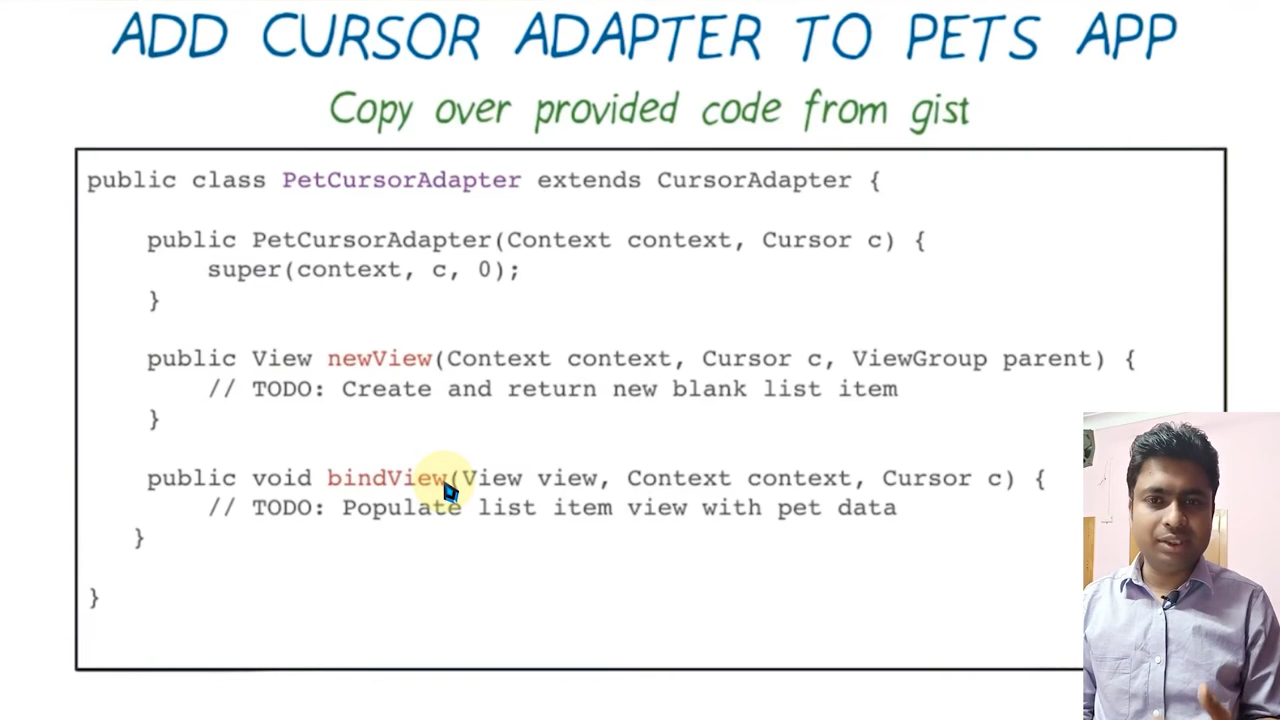 ADD CURSOR ADAPTER TO PETS APP
Copy over provided code from gist
public class PetCursorAdapter extends CursorAdapter {
public PetCursorAdapter(Context context, Cursor c) {
super(context, c, 0);
}
public View newView(Context context, Cursor c, ViewGroup parent) {
// TODO: Create and return new blank list item
}
public void bindView(View view, Context context, Cursor c) {
// TODO: Populate list item view with pet data
}
}